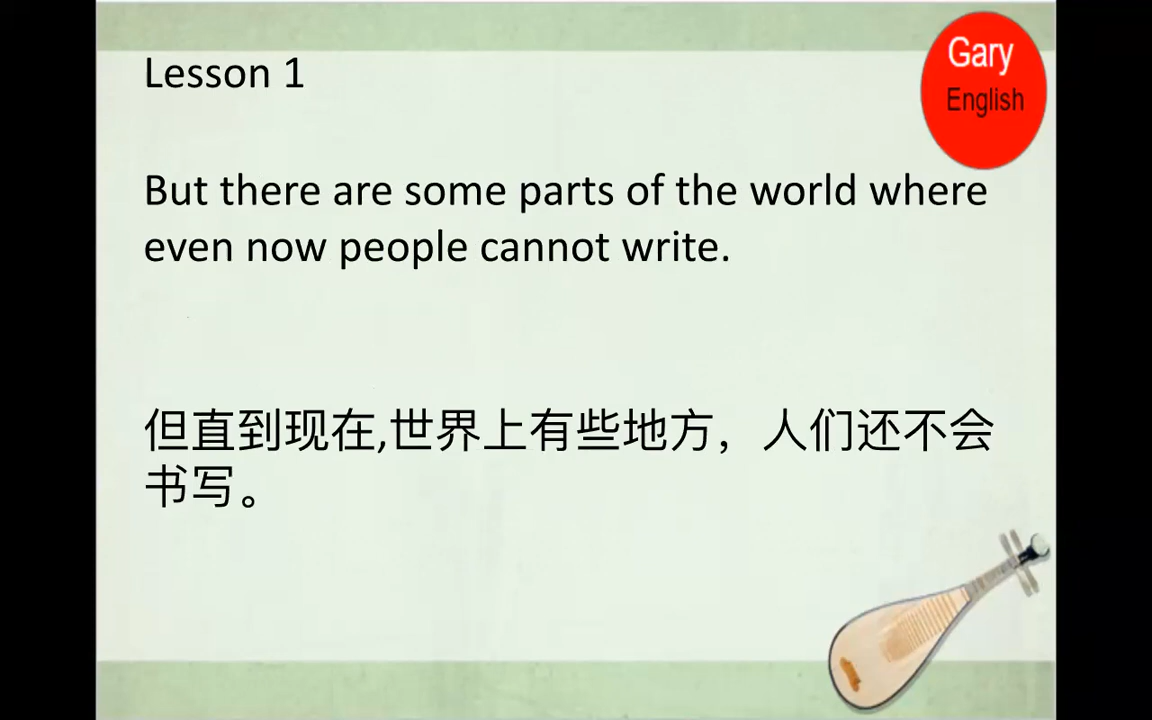 Lesson 1
Gary
English
But there are some parts of the world where
even now people cannot write.
但直到现在,世界上有些地方，人们还不会
书写。